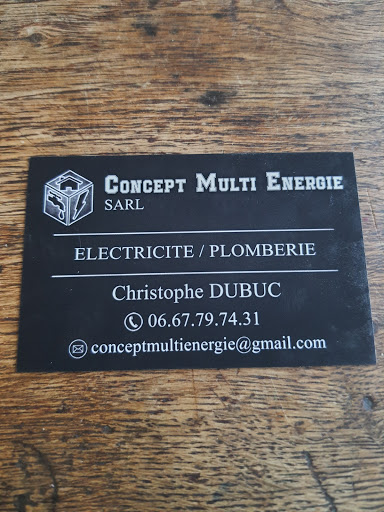 CONCEPT MULTI ENERGIE
SARL
ELECTRICITE / PLOMBERIE
Christophe DUBUC
06.67.79.74.31
conceptmultienergie@gmail.com